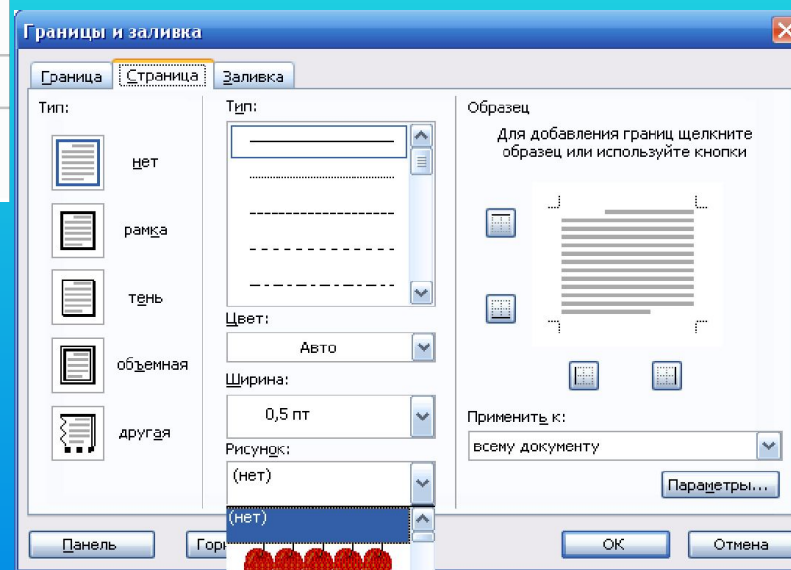 Границы и заливка
Граница
Страница
Заливка
Тип:
нет
рамка
тень
объемная
другая
Тип:
Цвет:
Авто
Ширина:
0,5 пт
Рисунок:
(нет)
(нет)
Образец
Для добавления границ щелкните
образец или используйте кнопки
Применить к:
всему документу
Параметры...
Панель
ОК
Отмена